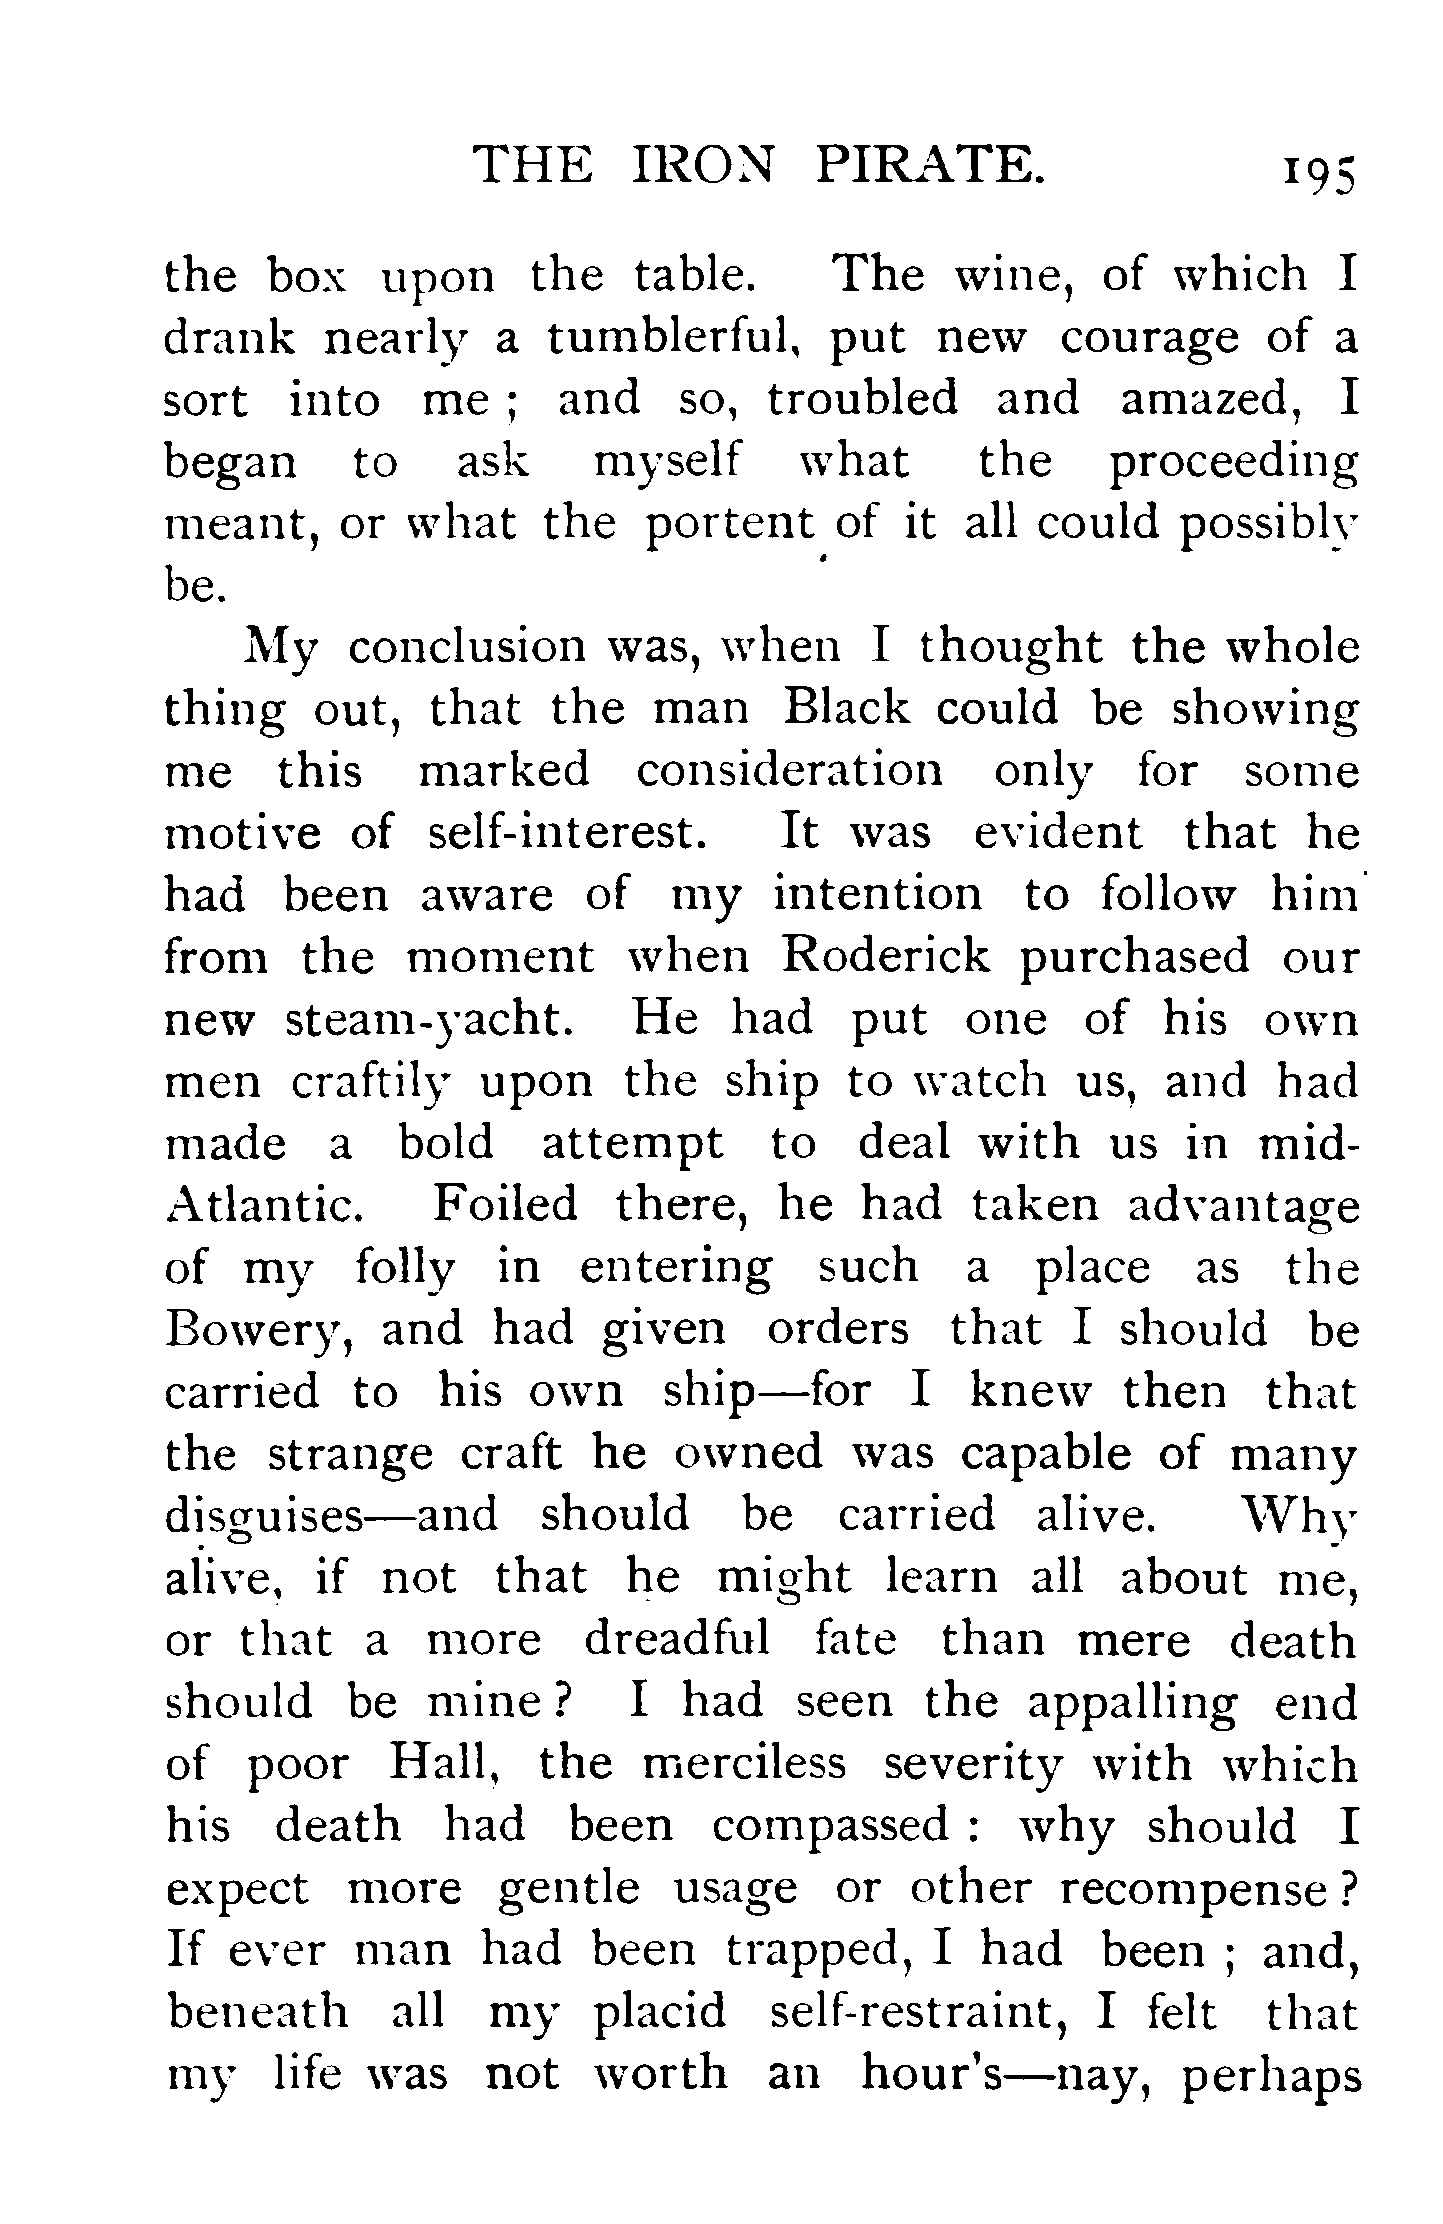 THE IRON PIRATE. 195
the box upon the table. The wine, of which I
drank nearly a tumblerful, put new courage of a
sort into me ; and so, troubled and amazed, I
began to ask myself what the proceeding
meant, or what the portent of it all could possibly
be.
My conclusion was, when I thought the whole
thing out, that the man Black could be showing
me this marked consideration only for some
motive of self-interest. It was evident that he
had been aware of my intention to follow him
from the moment when Roderick purchased our
new steam-yacht. He had put one of his own
men craftily upon the ship to watch us, and had
made a bold attempt to deal with us in mid-
Atlantic. Foiled there, he had taken advantage
of my folly in entering such a place as the
Bowery, and had given orders that I should be
carried to his own ship—for I knew then that
the strange craft he owned was capable of many
disguises—and should be carried alive. Why
alive, if not that he might learn all about me,
or that a more dreadful fate than mere death
should be mine ? I had seen the appalling end
of poor Hall, the merciless severity with which
his death had been compassed : why should I
expect more gentle usage or other recompense ?
If ever man had been trapped, I had been ; and,
beneath all my placid self-restraint, I felt that
my life was not worth an hour's—nay, perhaps